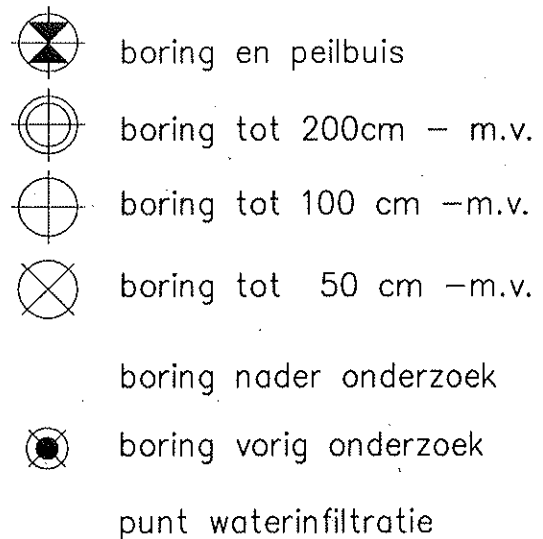 boring en peilbuis
boring tot 200cm – m.v.
boring tot 100 cm –m.v.
boring tot 50 cm –m.v.
boring nader onderzoek
boring vorig onderzoek
punt waterinfiltratie